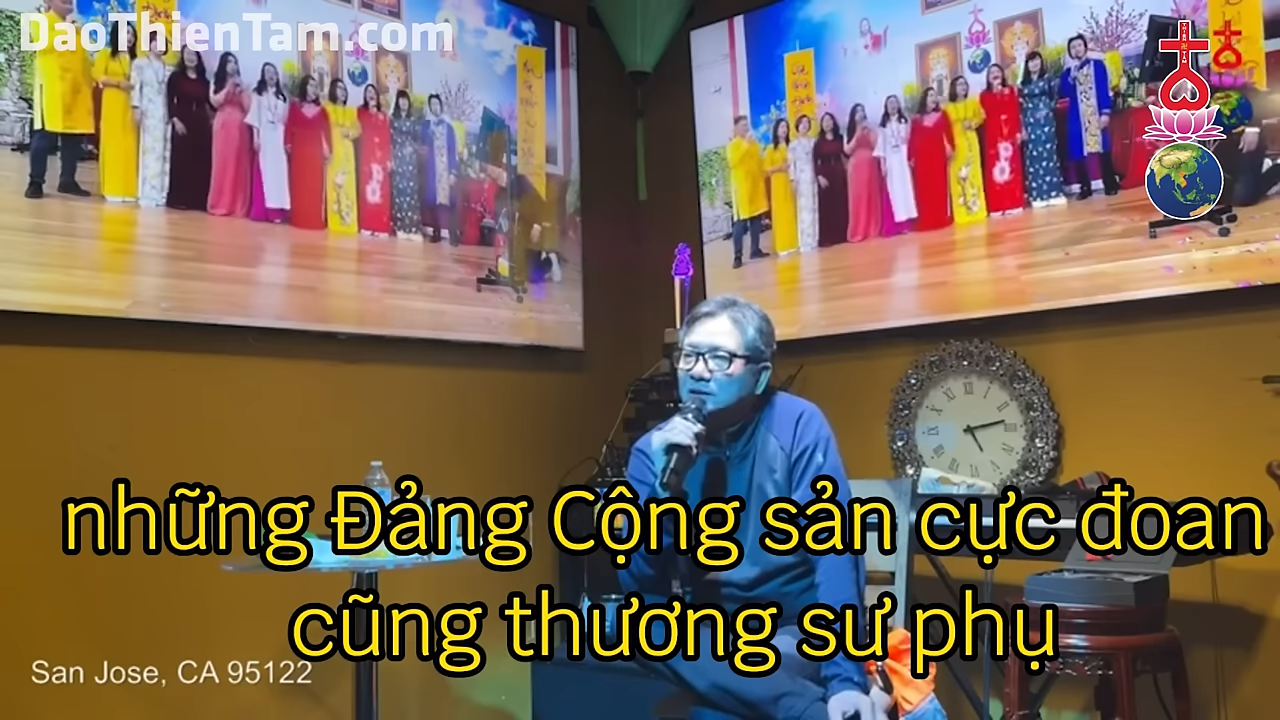 DaoThienTam.com
những Đảng Cộng sản cực đoan
cũng thương sư phụ
San Jose, CA 95122